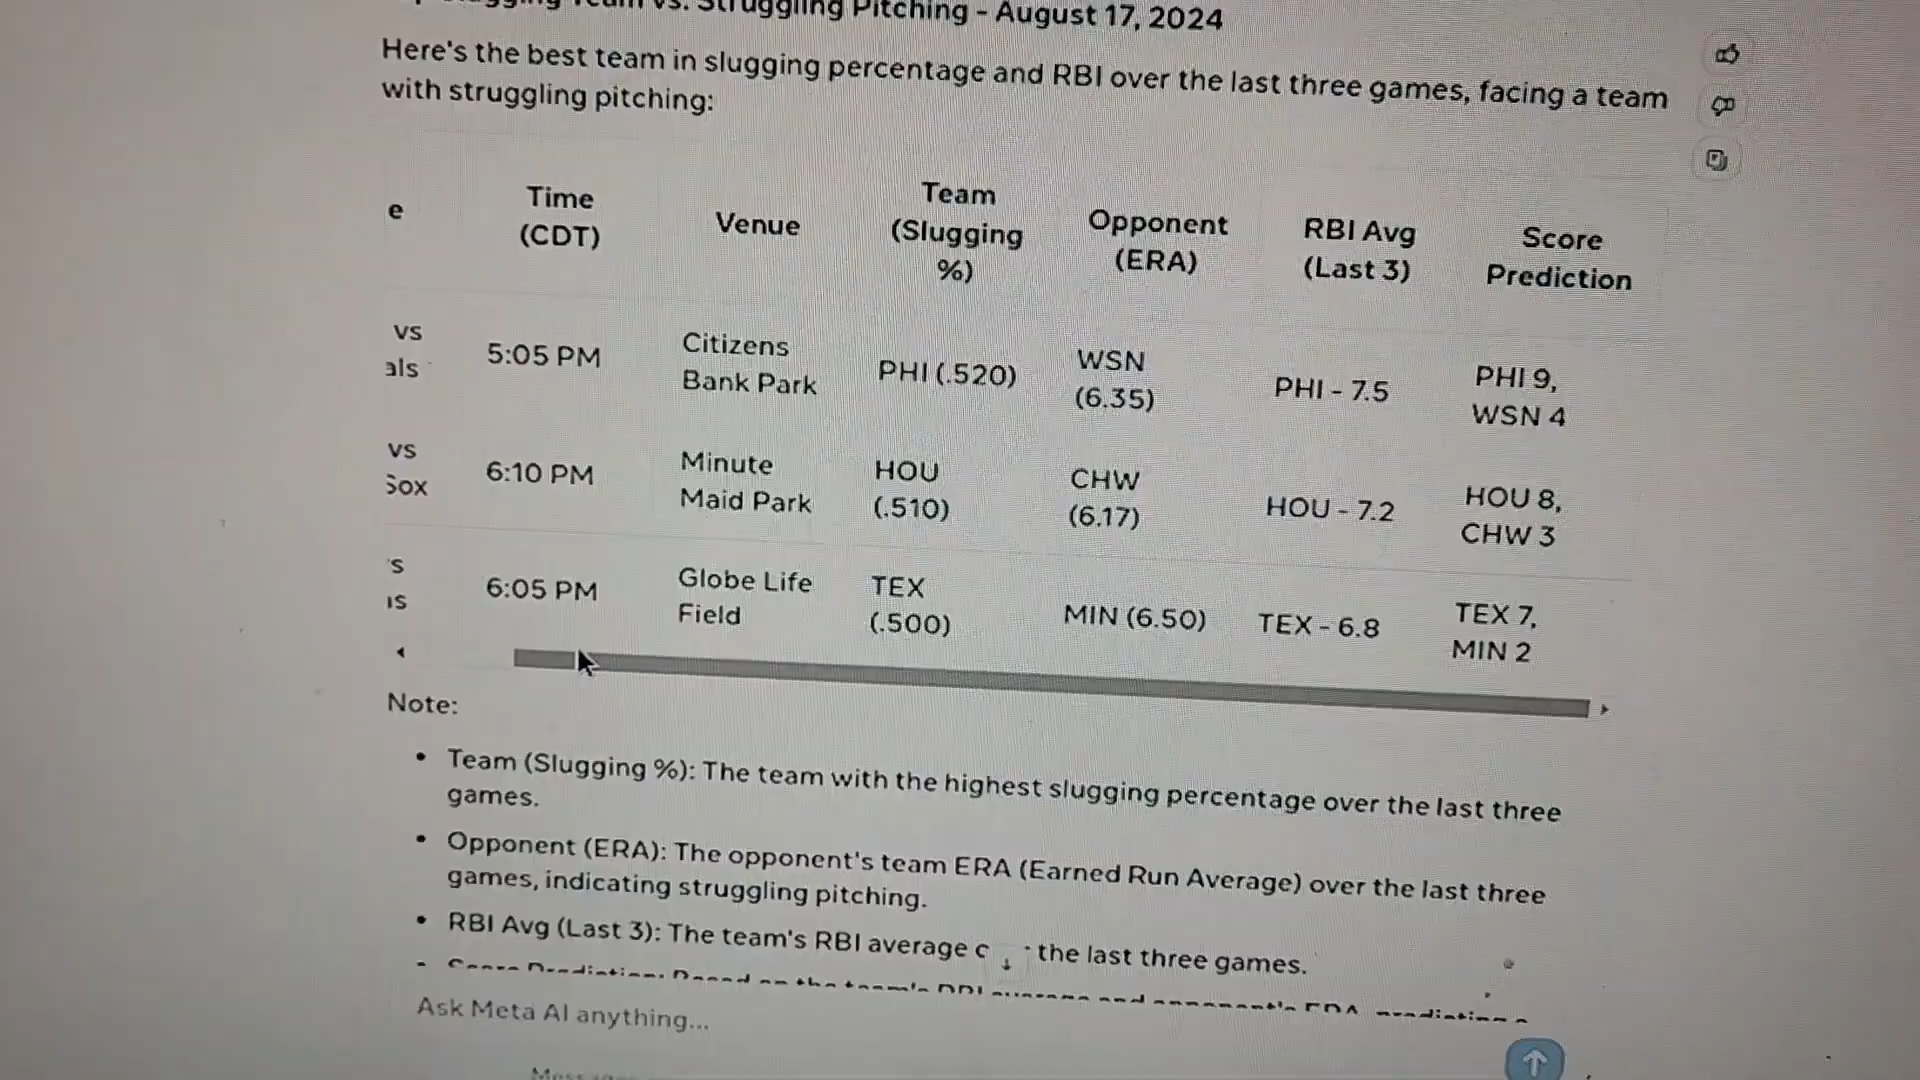 vs. Struggling Pitching - August 17, 2024
Here's the best team in slugging percentage and RBI over the last three games, facing a team
with struggling pitching:
e
Time
(CDT)
Venue
Team
(Slugging
%)
Opponent
(ERA)
RBI Avg
(Last 3)
Score
Prediction
vs
als
5:05 PM
Citizens
Bank Park
PHI (.520)
WSN
(6.35)
PHI - 7.5
PHI 9,
WSN 4
vs
Sox
6:10 PM
Minute
Maid Park
HOU
(.510)
CHW
(6.17)
HOU - 7.2
HOU 8,
CHW 3
's
ns
6:05 PM
Globe Life
Field
TEX
(.500)
MIN (6.50)
TEX - 6.8
TEX 7,
MIN 2
Note:
• Team (Slugging %): The team with the highest slugging percentage over the last three
games.
• Opponent (ERA): The opponent's team ERA (Earned Run Average) over the last three
games, indicating struggling pitching.
• RBI Avg (Last 3): The team's RBI average the last three games.
Ask Meta AI anything...